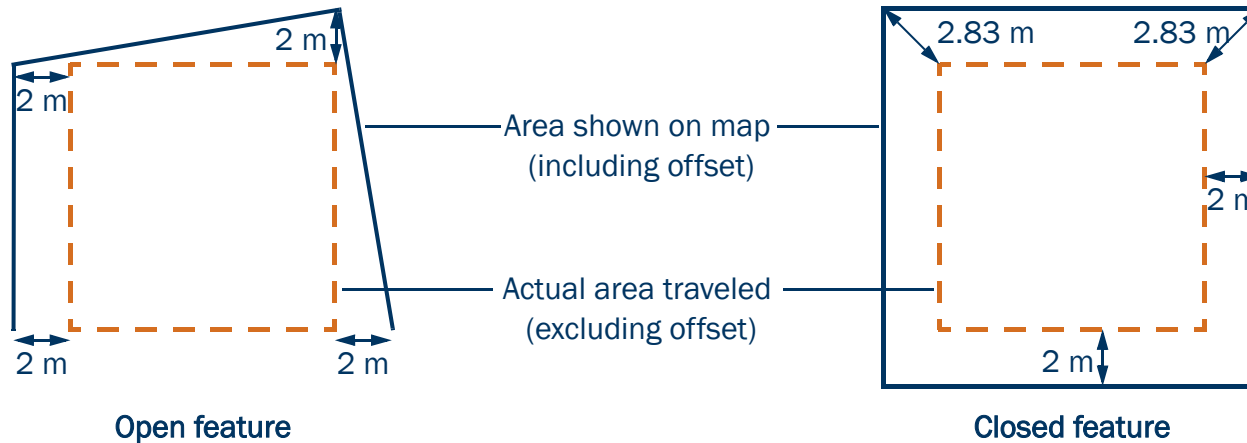 2 m
2.83 m
2.83 m
2 m
Area shown on map
(including offset)
2 m
Actual area traveled
(excluding offset)
2 m
2 m
2 m
Open feature
Closed feature